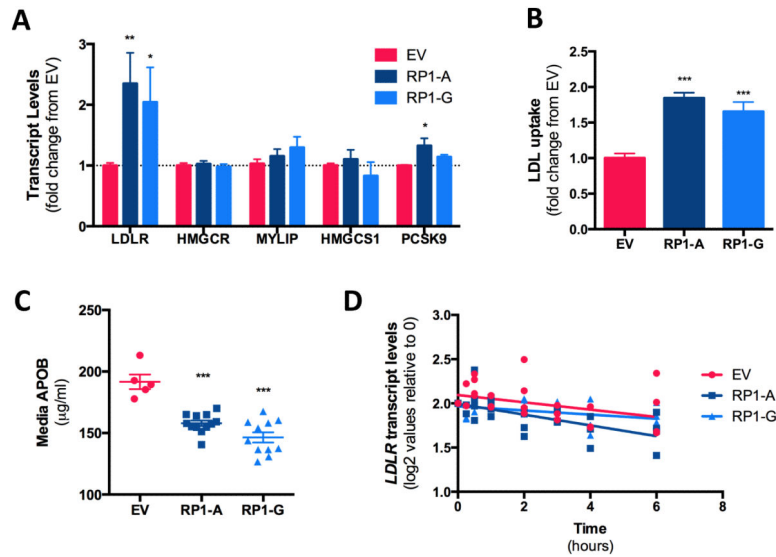 A
Transcript Levels
(fold change from EV)
3
2
1
0
**
*
*
EV
RP1-A
RP1-G
LDLR
HMGCR
MYLIP
HMGCS1
PCSK9
B
LDL uptake
(fold change from EV)
2.0
1.5
1.0
0.5
0.0
***
***
EV
RP1-A
RP1-G
C
Media APOB
(µg/ml)
250
200
150
100
***
***
EV
RP1-A
RP1-G
D
LDLR transcript levels
(log2 values relative to 0)
3.0
2.5
2.0
1.5
1.0
0
2
4
6
8
Time
(hours)
EV
RP1-A
RP1-G